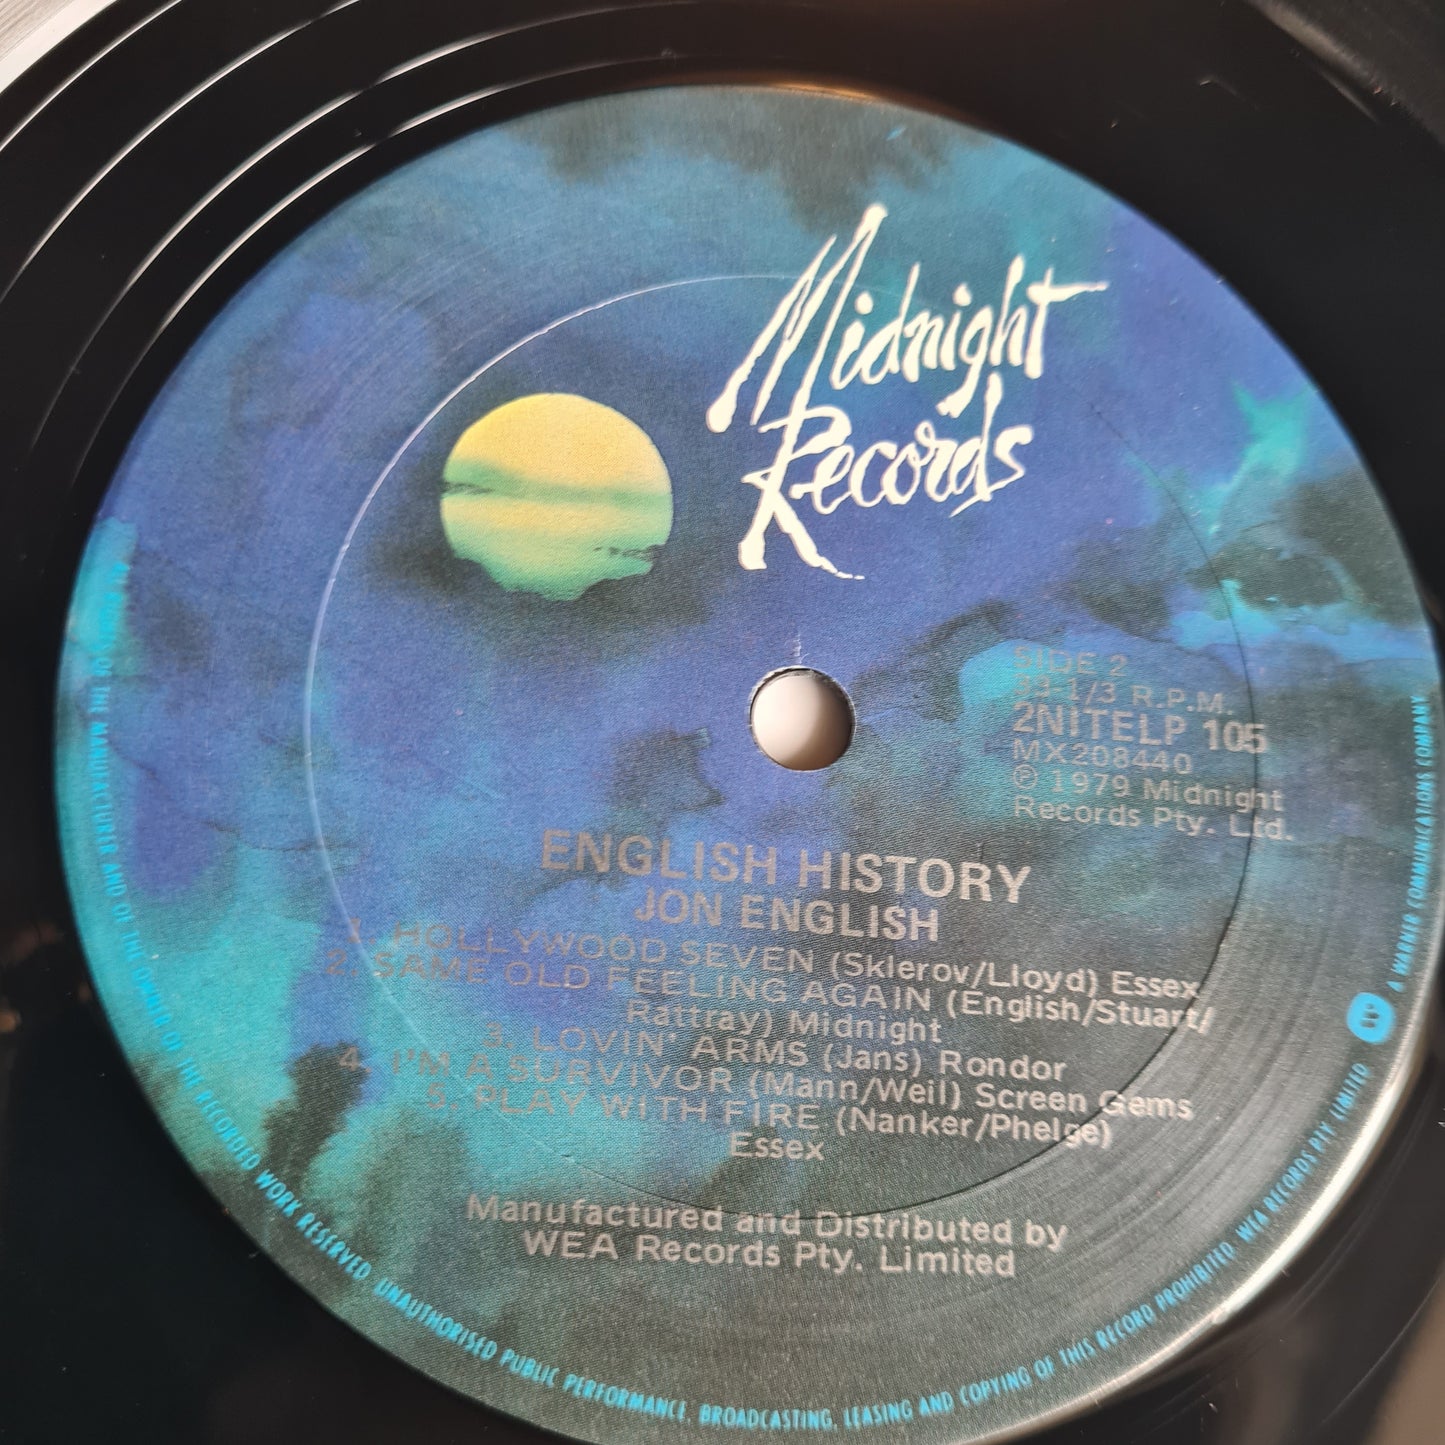 Midnight
Records
SIDE 2
33-1/3 R.P.M.
2NITELP 105
MX208440
℗ 1979 Midnight
Records Pty. Ltd.
ENGLISH HISTORY
JON ENGLISH
1. HOLLYWOOD SEVEN (Sklerov/Lloyd) Essex
2. SAME OLD FEELING AGAIN (English/Stuart/
Rattray) Midnight
3. LOVIN' ARMS (Jans) Rondor
4. I'M A SURVIVOR (Mann/Weil) Screen Gems
5. PLAY WITH FIRE (Nanker/Phelge)
Essex
Manufactured and Distributed by
WEA Records Pty. Limited
OF THE MANUFACTURER AND OF THE OWNER OF THE RECORDED WORK RESERVED. UNAUTHORISED PUBLIC PERFORMANCE, BROADCASTING, LEASING AND COPYING OF THIS RECORD PROHIBITED. WEA RECORDS PTY. LIMITED A WARNER COMMUNICATIONS COMPANY